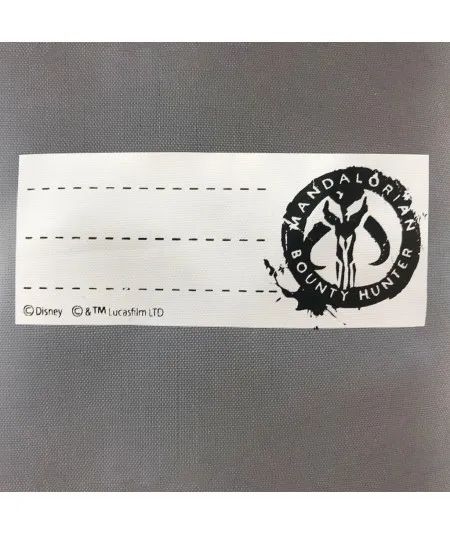 MANDALORIAN
BOUNTY HUNTER
© Disney © & TM Lucasfilm LTD